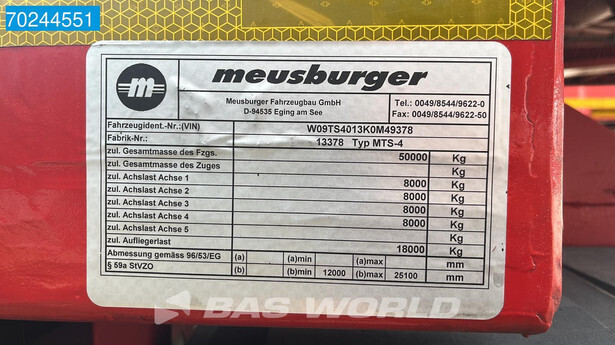 70244551
m
meusburger
Meusburger Fahrzeugbau GmbH
D-94535 Eging am See
Tel.: 0049/8544/9622-0
Fax: 0049/8544/9622-50
Fahrzeugident.-Nr.:(VIN) W09TS4013K0M49378
Fabrik-Nr.: 13378 Typ MTS-4
zul. Gesamtmasse des Fzgs. 50000 Kg
zul. Gesamtmasse des Zuges Kg
zul. Achslast Achse 1 8000 Kg
zul. Achslast Achse 2 8000 Kg
zul. Achslast Achse 3 8000 Kg
zul. Achslast Achse 4 8000 Kg
zul. Achslast Achse 5 Kg
zul. Aufliegerlast 18000 Kg
Abmessung gemäss 96/53/EG (a) (a)min (a)max mm
§ 59a StVZO (b) (b)min 12000 (b)max 25100 mm
BAS WORLD